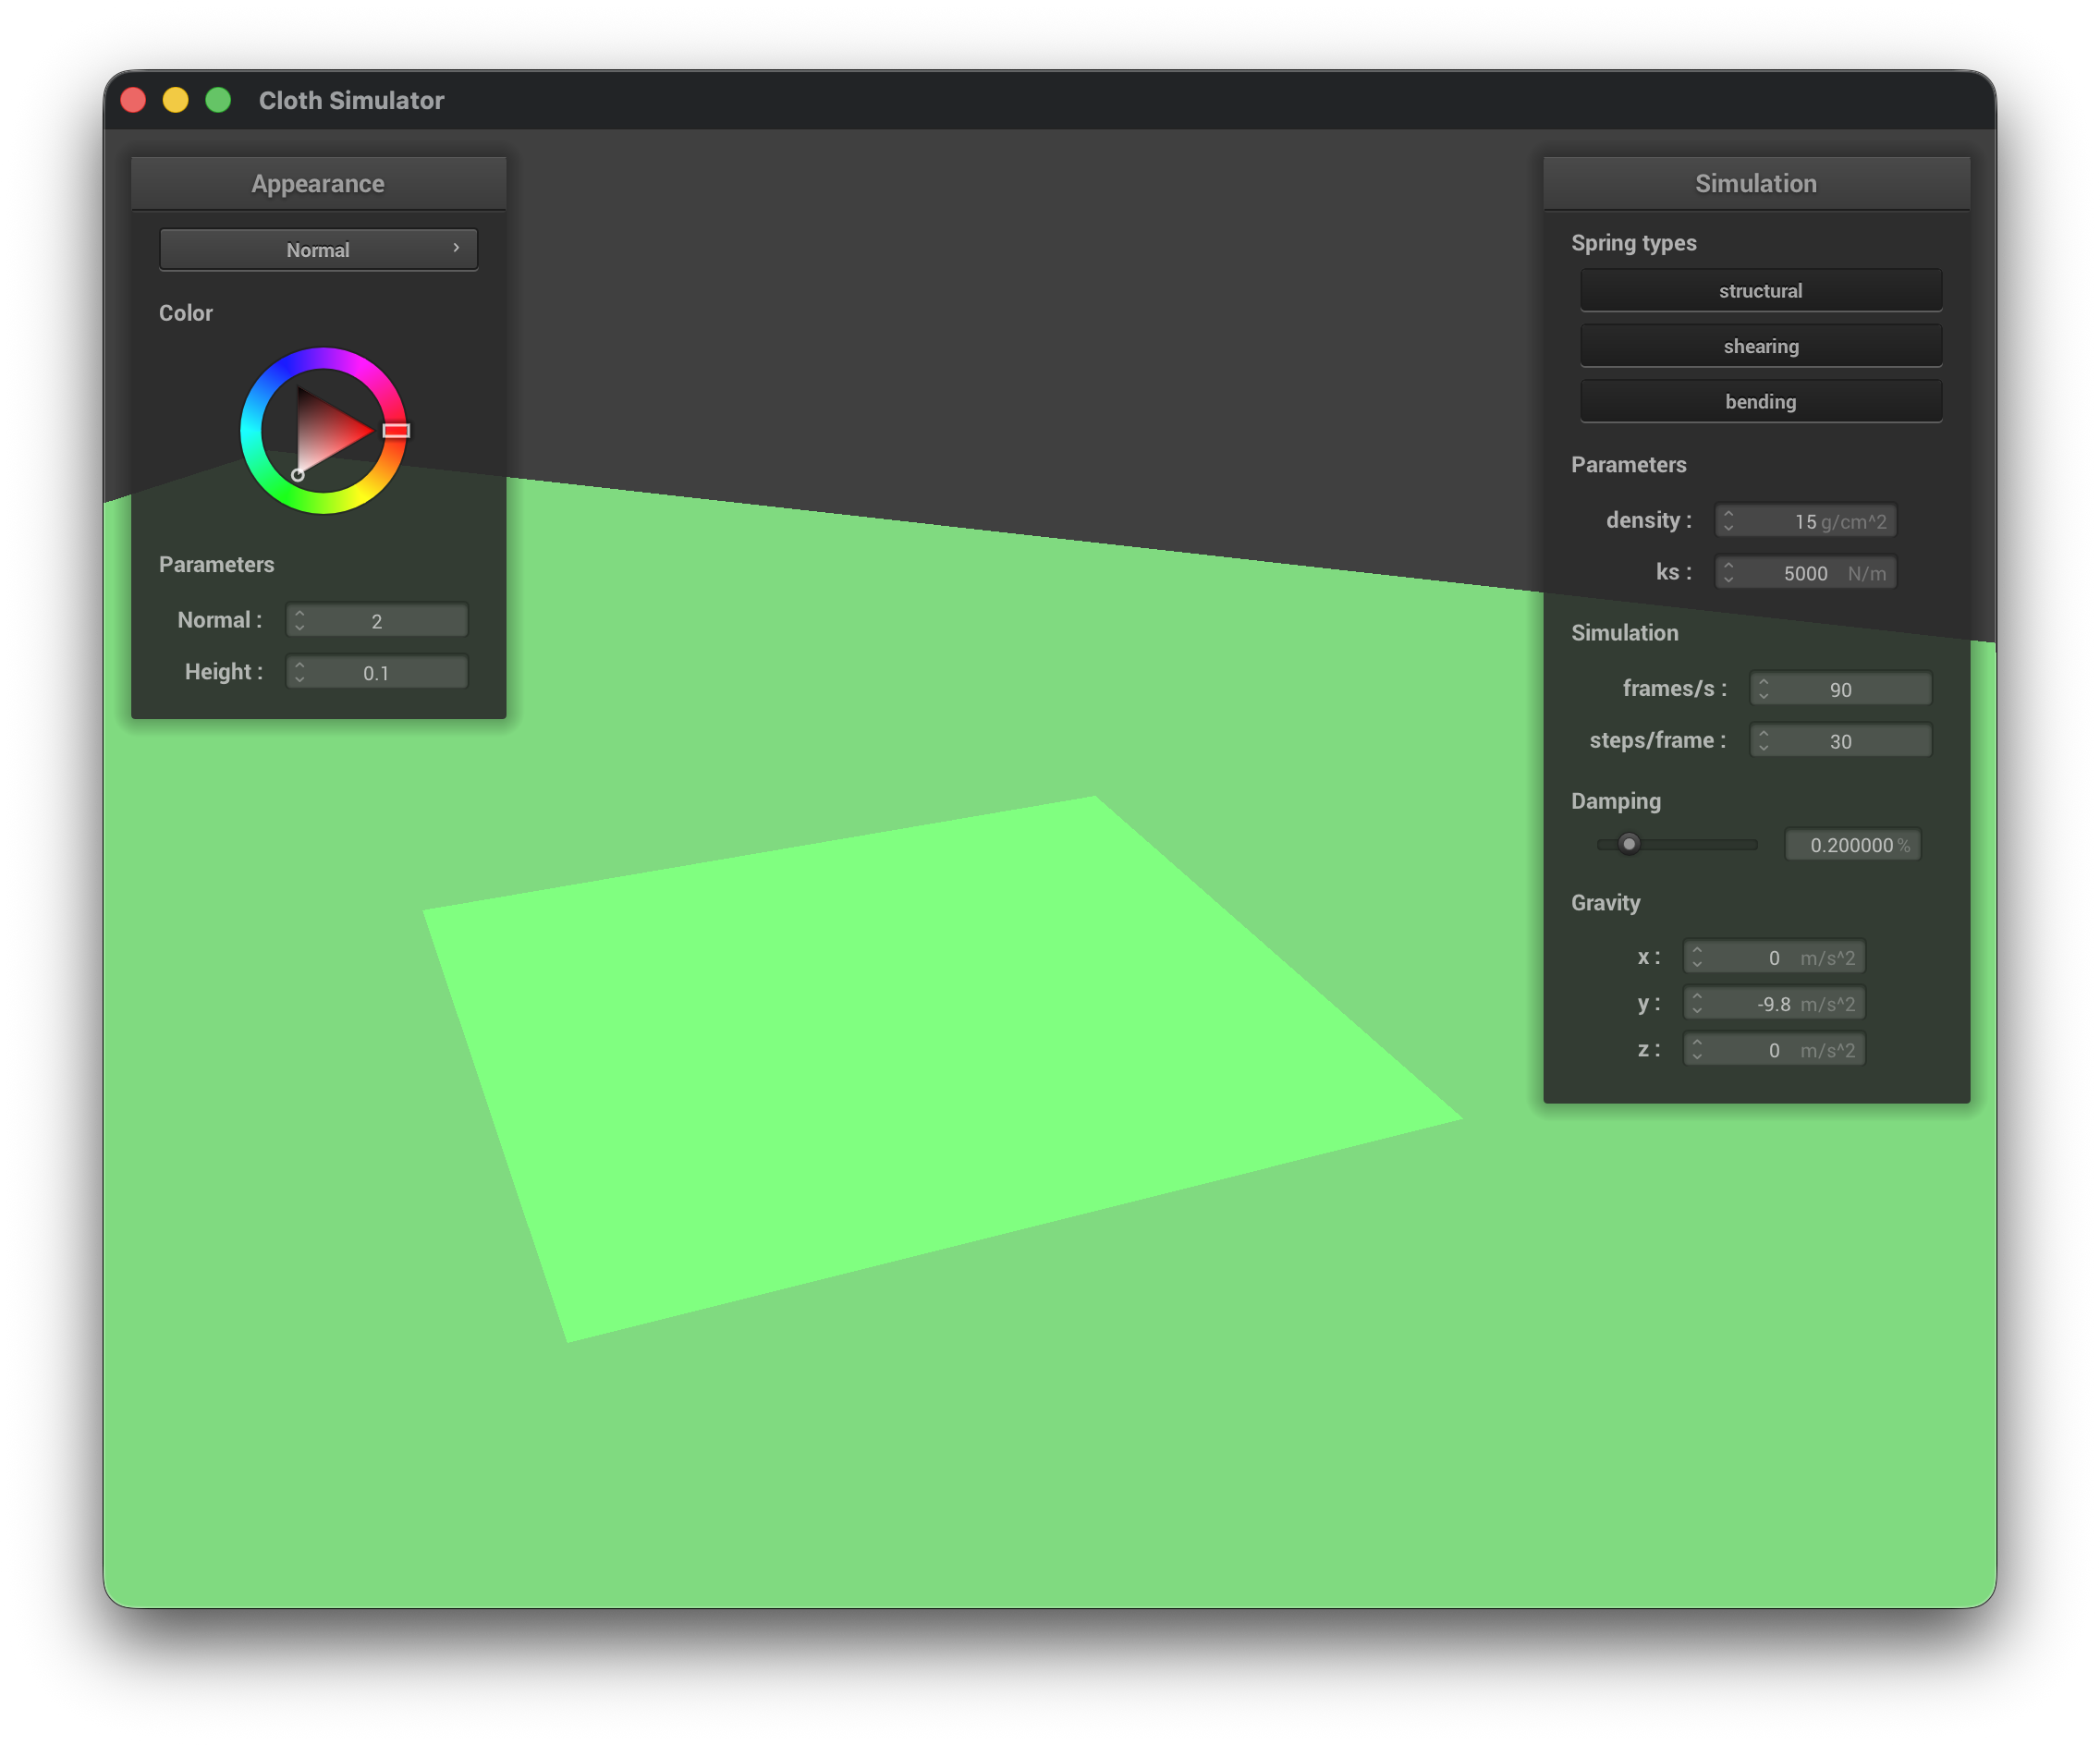 Cloth Simulator
Appearance
Normal
Color
Parameters
Normal : 2
Height : 0.1
Simulation
Spring types
structural
shearing
bending
Parameters
density : 15 g/cm^2
ks : 5000 N/m
Simulation
frames/s : 90
steps/frame : 30
Damping
0.200000 %
Gravity
x : 0 m/s^2
y : -9.8 m/s^2
z : 0 m/s^2